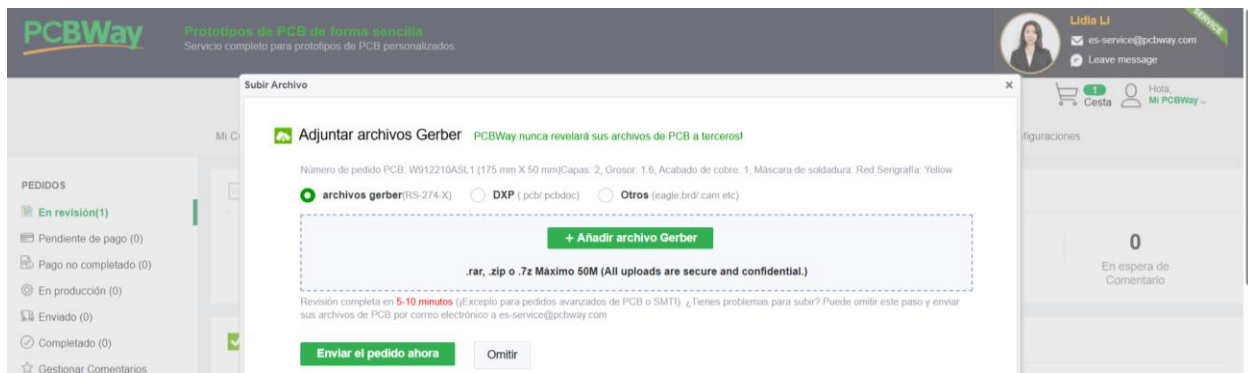 PCBWay
Prototipos de PCB de forma sencilla
Servicio completo para prototipos de PCB personalizados.
Lidia Li
es-service@pcbway.com
Leave message
SERVICE
Subir Archivo
×
1
Cesta
Hola,
Mi PCBWay
Adjuntar archivos Gerber PCBWay nunca revelará sus archivos de PCB a terceros!
Número de pedido PCB: W912210ASL1 (175 mm X 50 mm)Capas: 2, Grosor: 1.6, Acabado de cobre: 1, Máscara de soldadura: Red Serigrafía: Yellow
archivos gerber(RS-274-X) DXP (.pcb/.pcbdoc) Otros (eagle.brd/.cam etc)
+ Añadir archivo Gerber
.rar, .zip o .7z Máximo 50M (All uploads are secure and confidential.)
Revisión completa en 5-10 minutos (¡Excepto para pedidos avanzados de PCB o SMT!). ¿Tienes problemas para subir? Puede omitir este paso y enviar
sus archivos de PCB por correo electrónico a es-service@pcbway.com
Enviar el pedido ahora Omitir
Mi C
figuraciones
PEDIDOS
En revisión(1)
Pendiente de pago (0)
Pago no completado (0)
En producción (0)
Enviado (0)
Completado (0)
Gestionar Comentarios
0
En espera de
Comentario